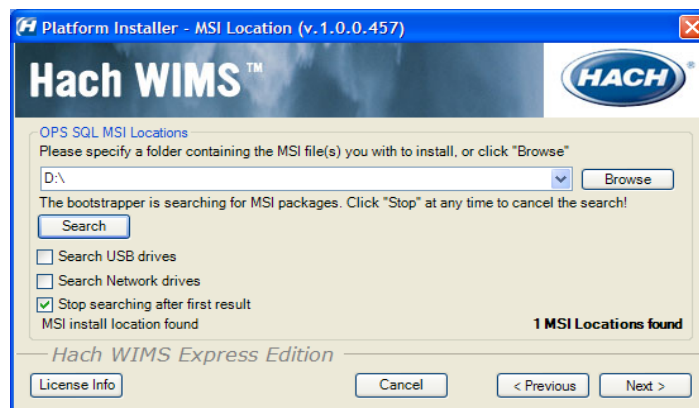 Platform Installer - MSI Location (v.1.0.0.457)
Hach WIMS™
HACH®
OPS SQL MSI Locations
Please specify a folder containing the MSI file(s) you with to install, or click "Browse"
D:\
Browse
The bootstrapper is searching for MSI packages. Click "Stop" at any time to cancel the search!
Search
Search USB drives
Search Network drives
Stop searching after first result
MSI install location found
1 MSI Locations found
Hach WIMS Express Edition
License Info
Cancel
< Previous
Next >